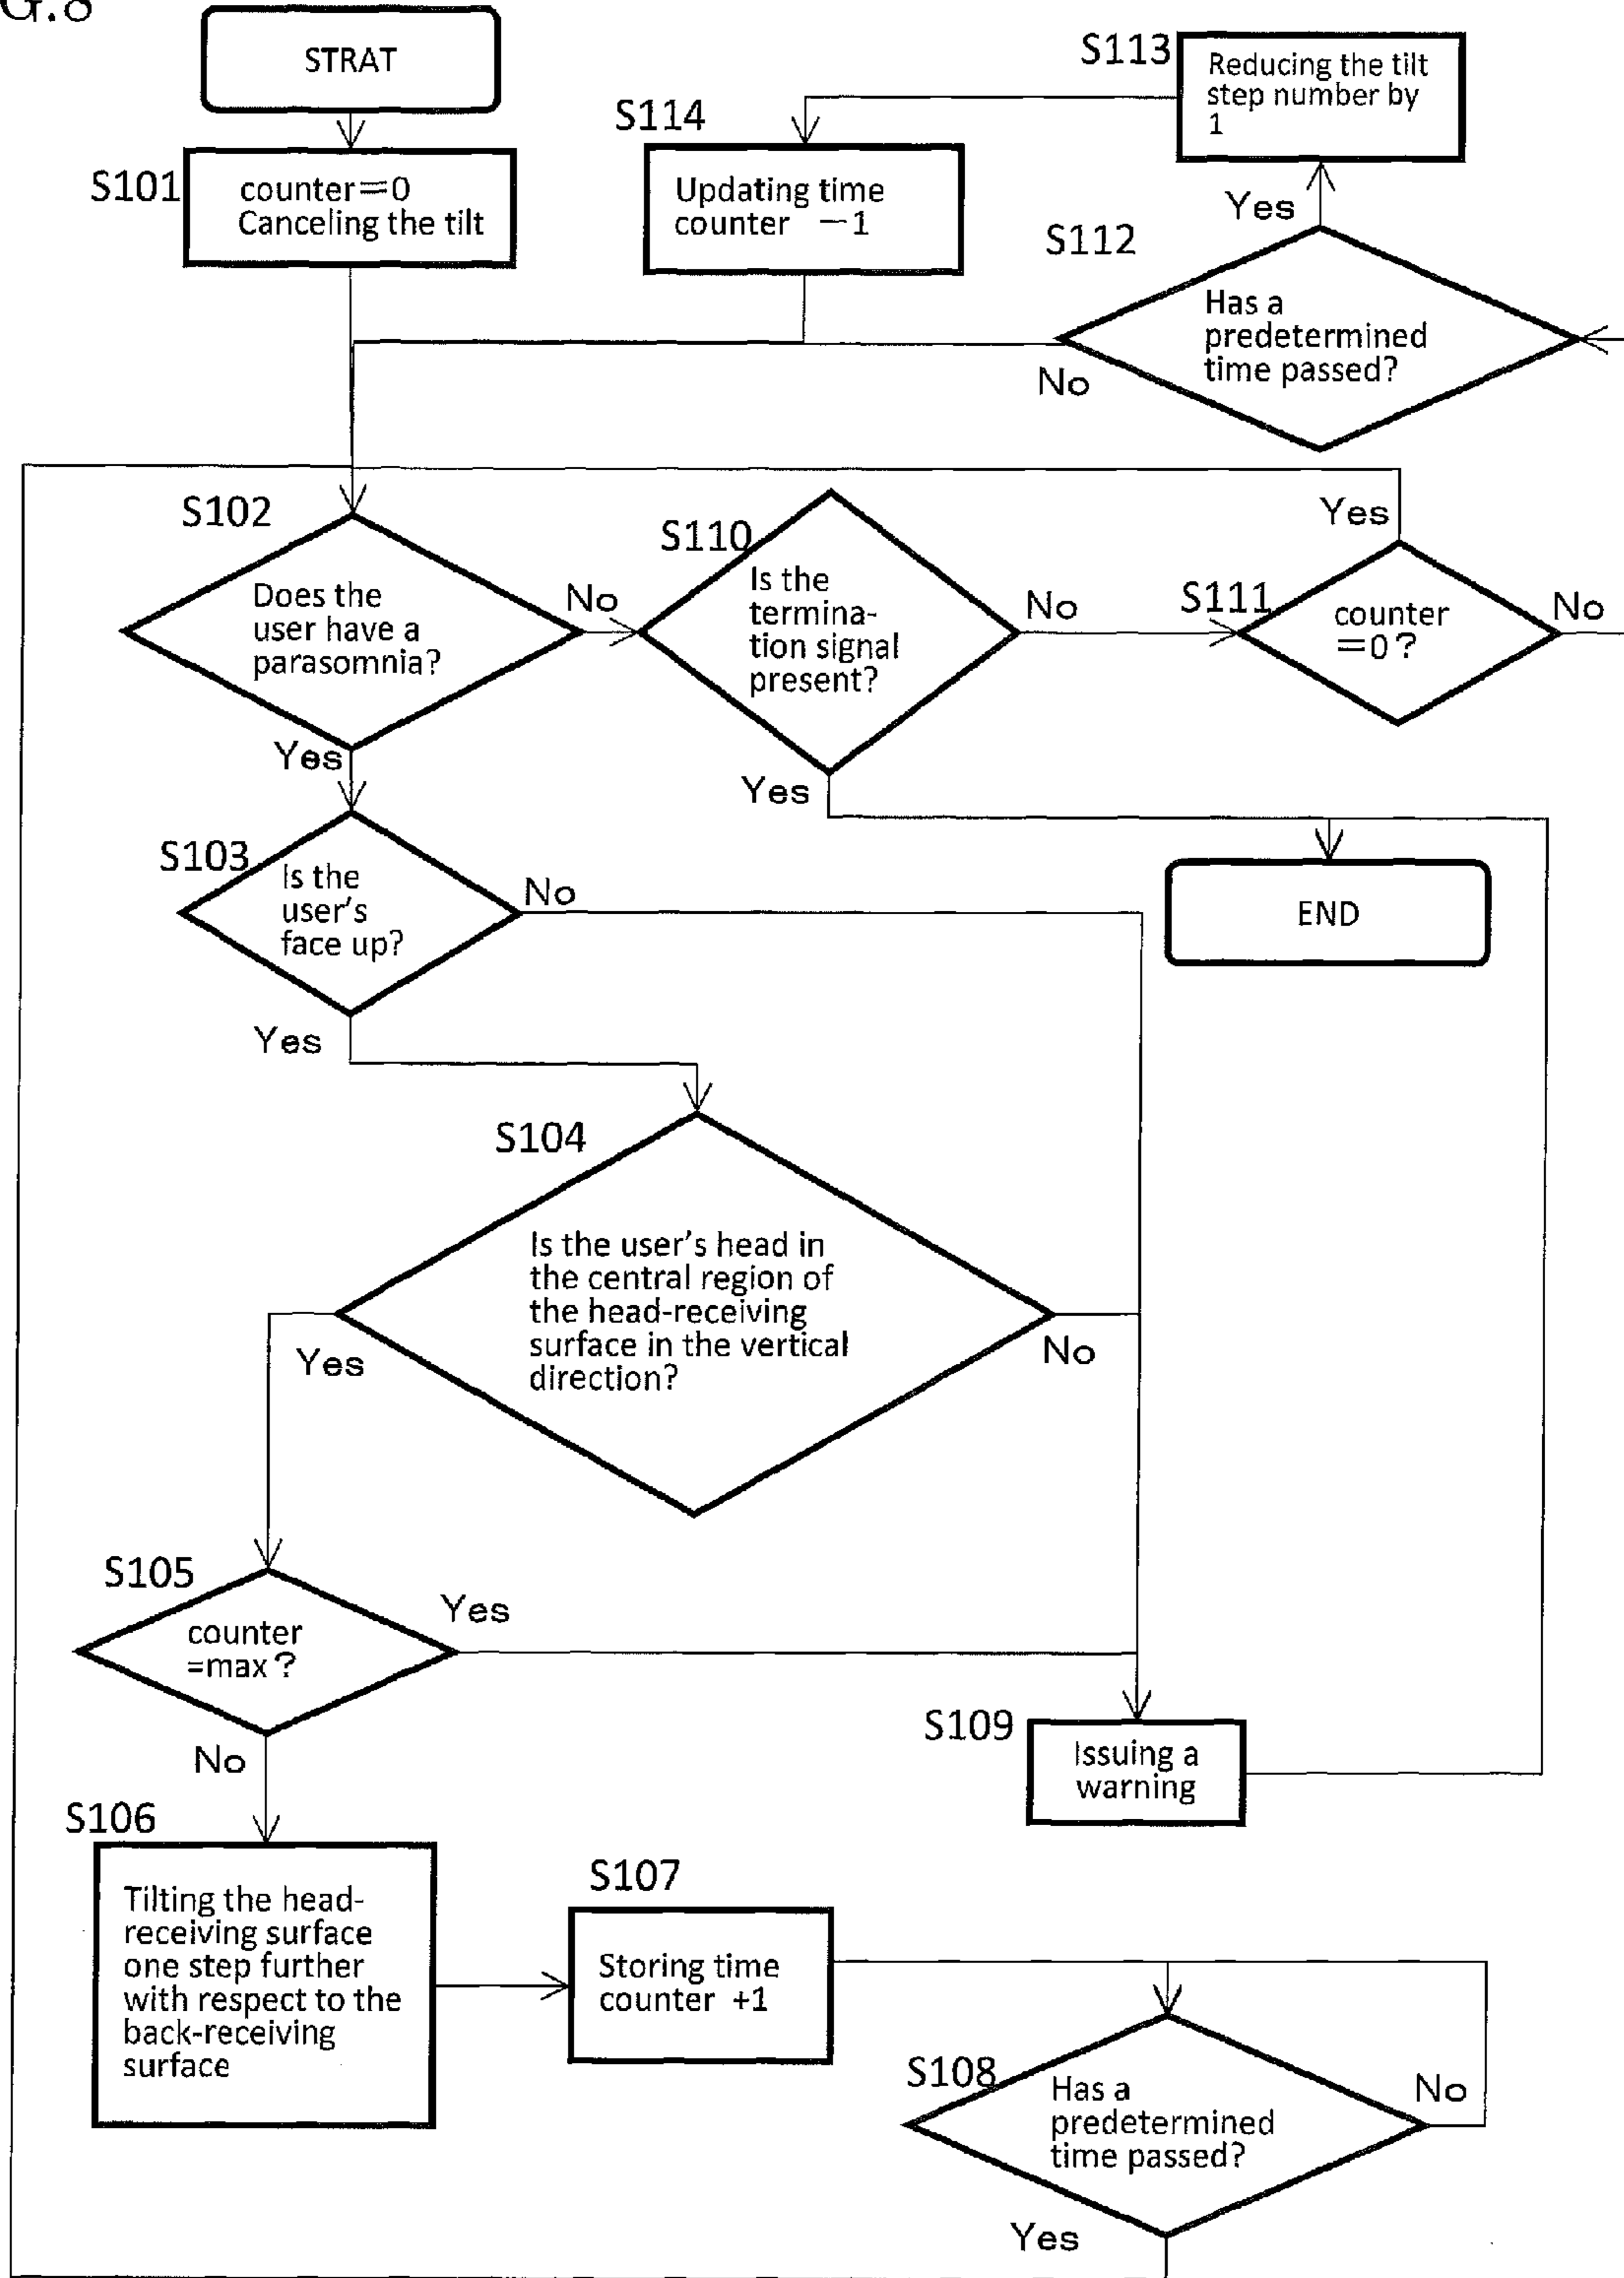 G.8
STRAT
S101
counter=0
Canceling the tilt
S114
Updating time
counter －1
S113
Reducing the tilt
step number by
1
Yes
S112
Has a
predetermined
time passed?
No
S102
Does the
user have a
parasomnia?
No
Yes
S110
Is the
termina-
tion signal
present?
No
Yes
S111
counter
=0?
Yes
No
END
S103
Is the
user's
face up?
No
Yes
S104
Is the user's head in
the central region of
the head-receiving
surface in the vertical
direction?
Yes
No
S105
counter
=max?
Yes
No
S109
Issuing a
warning
S106
Tilting the head-
receiving surface
one step further
with respect to the
back-receiving
surface
S107
Storing time
counter +1
S108
Has a
predetermined
time passed?
No
Yes